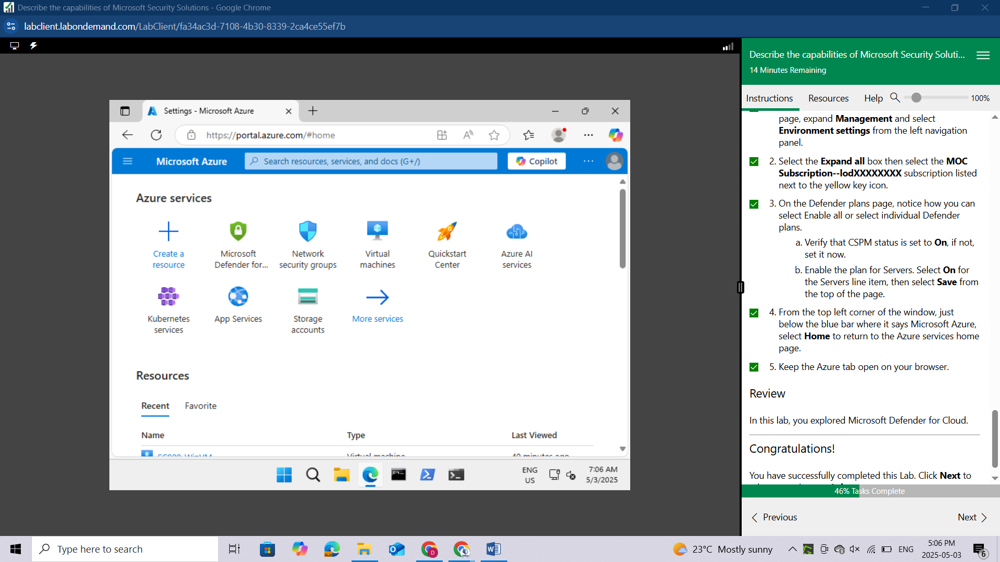 Describe the capabilities of Microsoft Security Solutions - Google Chrome
labclient.labondemand.com/LabClient/fa34ac3d-7108-4b30-8339-2ca4ce55ef7b
Settings - Microsoft Azure
https://portal.azure.com/#home
Microsoft Azure
Search resources, services, and docs (G+/)
Copilot
Azure services
Create a
resource
Microsoft
Defender for...
Network
security groups
Virtual
machines
Quickstart
Center
Azure AI
services
Kubernetes
services
App Services
Storage
accounts
More services
Resources
Recent
Favorite
Name
Type
Last Viewed
Virtual machine
40 minutes ago
ENG
US
7:06 AM
5/3/2025
Describe the capabilities of Microsoft Security Soluti...
14 Minutes Remaining
Instructions
Resources
Help
100%
page, expand Management and select
Environment settings from the left navigation
panel.
2. Select the Expand all box then select the MOC
Subscription--lodXXXXXXXX subscription listed
next to the yellow key icon.
3. On the Defender plans page, notice how you can
select Enable all or select individual Defender
plans.
a. Verify that CSPM status is set to On, if not,
set it now.
b. Enable the plan for Servers. Select On for
the Servers line item, then select Save from
the top of the page.
4. From the top left corner of the window, just
below the blue bar where it says Microsoft Azure,
select Home to return to the Azure services home
page.
5. Keep the Azure tab open on your browser.
Review
In this lab, you explored Microsoft Defender for Cloud.
Congratulations!
You have successfully completed this Lab. Click Next to
46% Tasks Complete
Previous
Next
Type here to search
23°C Mostly sunny
ENG
5:06 PM
2025-05-03
6